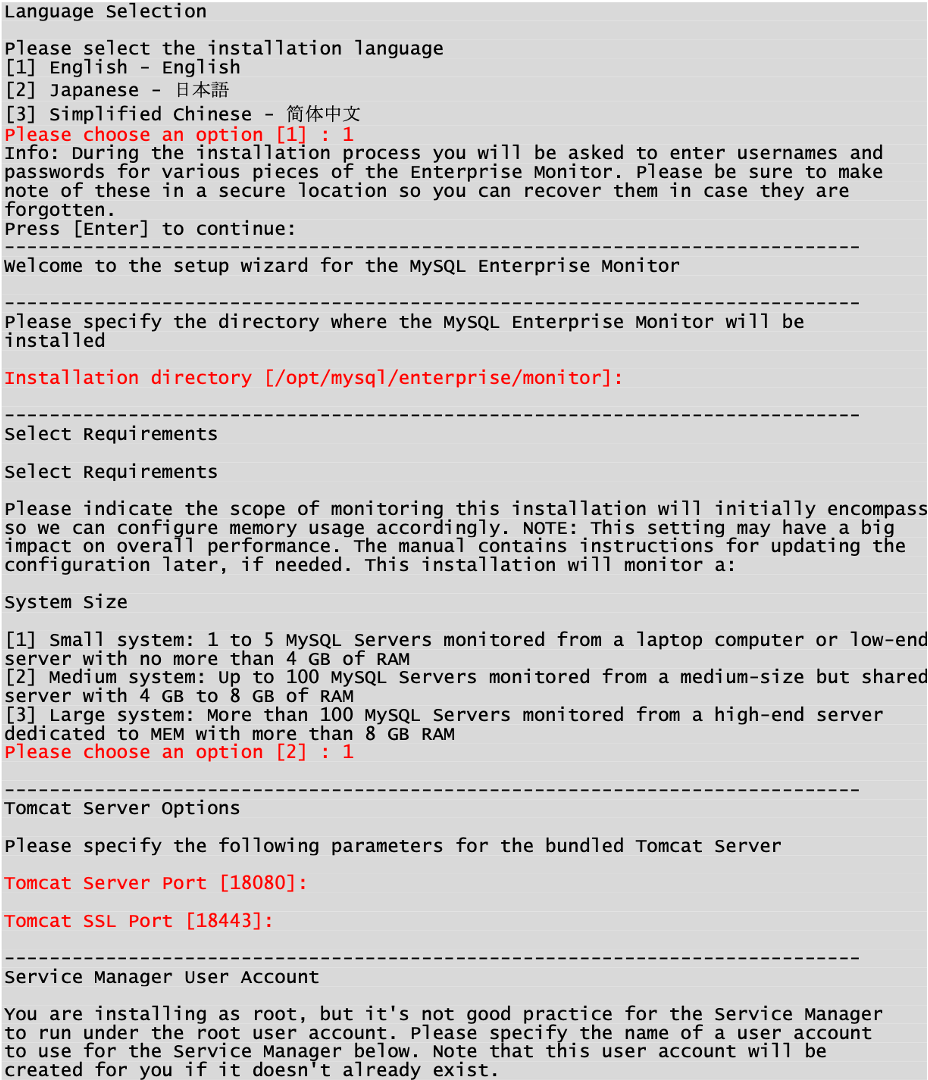 Language Selection
Please select the installation language
[1] English - English
[2] Japanese - 日本語
[3] Simplified Chinese - 简体中文
Please choose an option [1] : 1
Info: During the installation process you will be asked to enter usernames and
passwords for various pieces of the Enterprise Monitor. Please be sure to make
note of these in a secure location so you can recover them in case they are
forgotten.
Press [Enter] to continue:
----------------------------------------------------------------------------
Welcome to the setup wizard for the MySQL Enterprise Monitor
----------------------------------------------------------------------------
Please specify the directory where the MySQL Enterprise Monitor will be
installed
Installation directory [/opt/mysql/enterprise/monitor]:
----------------------------------------------------------------------------
Select Requirements
Select Requirements
Please indicate the scope of monitoring this installation will initially encompass
so we can configure memory usage accordingly. NOTE: This setting may have a big
impact on overall performance. The manual contains instructions for updating the
configuration later, if needed. This installation will monitor a:
System Size
[1] Small system: 1 to 5 MySQL Servers monitored from a laptop computer or low-end
server with no more than 4 GB of RAM
[2] Medium system: Up to 100 MySQL Servers monitored from a medium-size but shared
server with 4 GB to 8 GB of RAM
[3] Large system: More than 100 MySQL Servers monitored from a high-end server
dedicated to MEM with more than 8 GB RAM
Please choose an option [2] : 1
----------------------------------------------------------------------------
Tomcat Server Options
Please specify the following parameters for the bundled Tomcat Server
Tomcat Server Port [18080]:
Tomcat SSL Port [18443]:
----------------------------------------------------------------------------
Service Manager User Account
You are installing as root, but it's not good practice for the Service Manager
to run under the root user account. Please specify the name of a user account
to use for the Service Manager below. Note that this user account will be
created for you if it doesn't already exist.